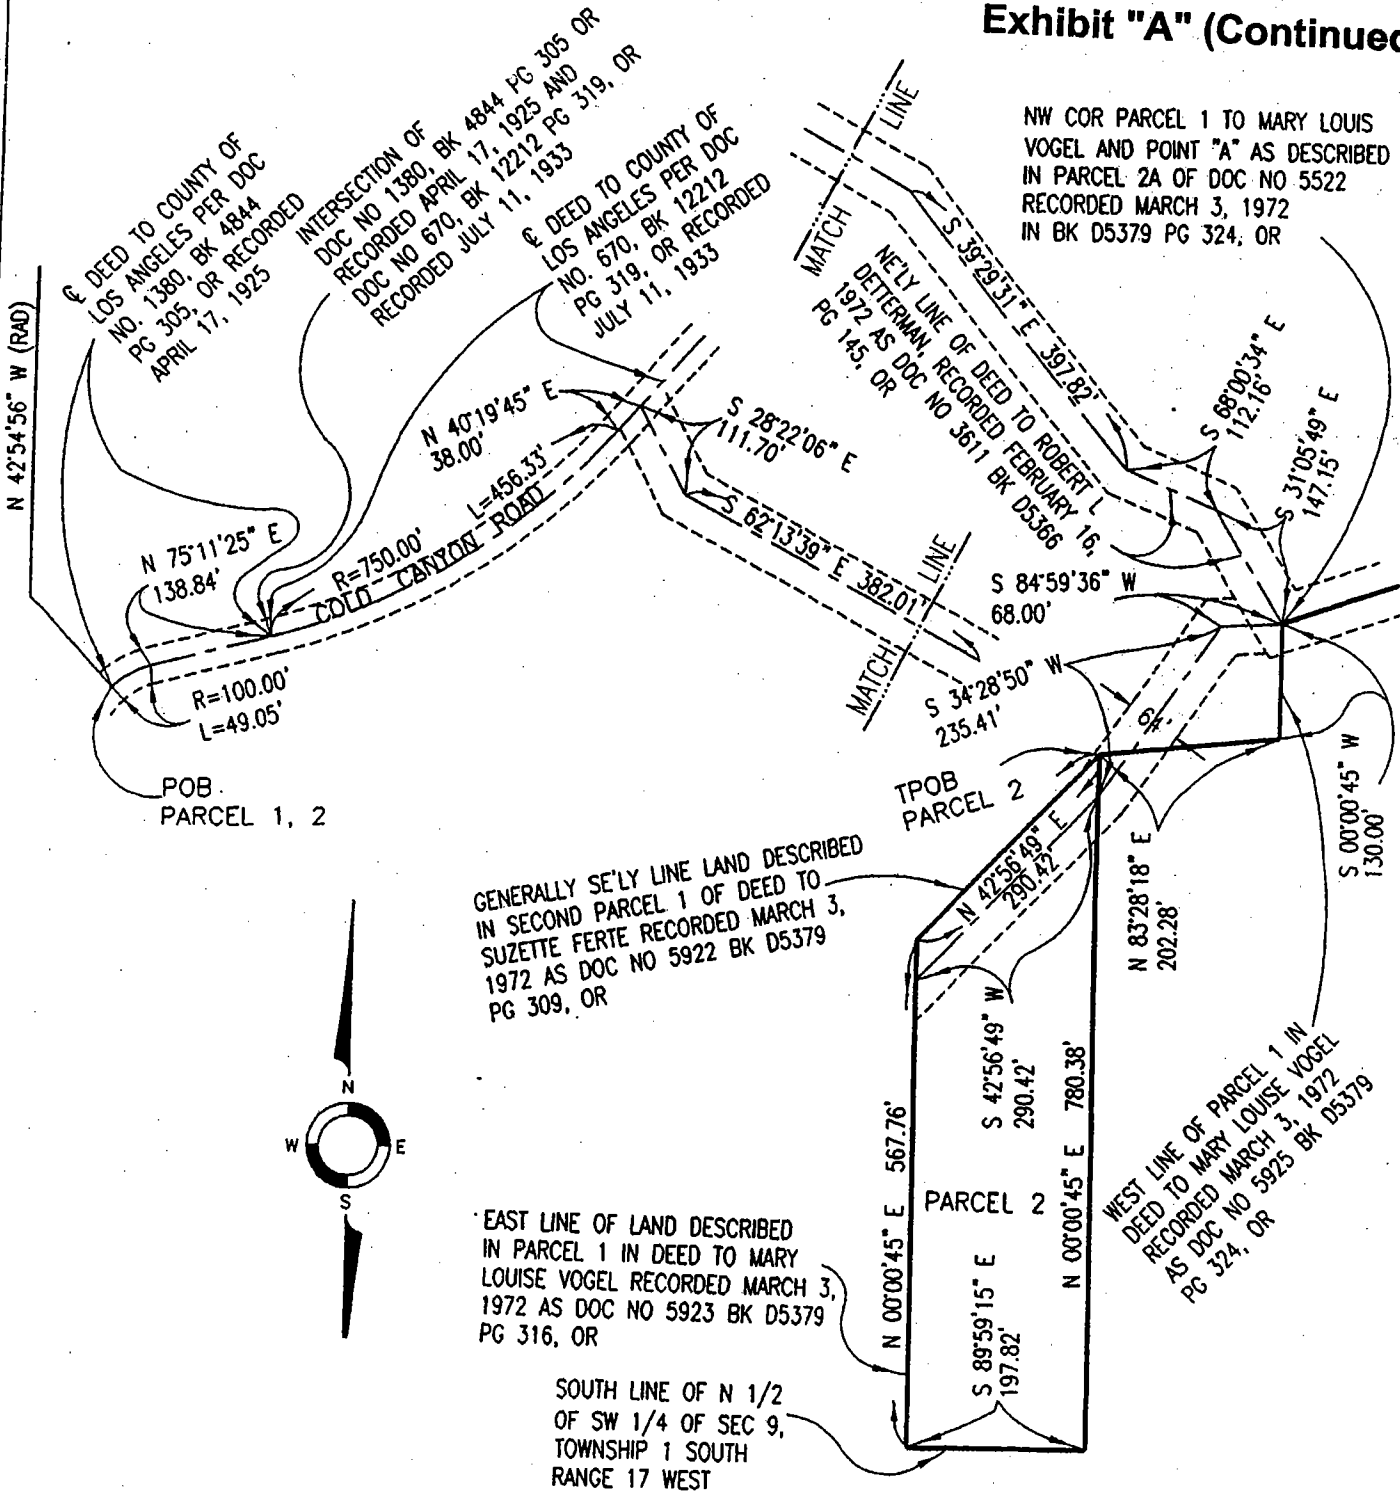 Exhibit "A" (Continued
NW COR PARCEL 1 TO MARY LOUIS
VOGEL AND POINT "A" AS DESCRIBED
IN PARCEL 2A OF DOC NO 5522
RECORDED MARCH 3, 1972
IN BK D5379 PG 324, OR
N 42°54'56" W (RAD)
℄ DEED TO COUNTY OF
LOS ANGELES PER DOC
NO. 1380, BK 4844
PG 305, OR RECORDED
APRIL 17, 1925
INTERSECTION OF
DOC NO 1380, BK 4844 PG 305 OR
RECORDED APRIL 17, 1925 AND
DOC NO 670, BK 12212 PG 319, OR
RECORDED JULY 11, 1933
℄ DEED TO COUNTY OF
LOS ANGELES PER DOC
NO. 670, BK 12212
PG 319, OR RECORDED
JULY 11, 1933
MATCH LINE
S 39°29'31" E 397.82'
NE'LY LINE OF DEED TO ROBERT L
DETTERMAN, RECORDED FEBRUARY 16,
1972 AS DOC NO 3611 BK D5366
PG 145, OR
S 68°00'34" E
112.16'
S 31°05'49" E
147.15'
N 40°19'45" E
38.00'
S 28°22'06" E
111.70'
L=456.33'
R=750.00'
COLD CANYON ROAD
N 75°11'25" E
138.84'
S 62°13'39" E 382.01'
MATCH LINE
S 84°59'36" W
68.00'
R=100.00'
L=49.05'
S 34°28'50" W
235.41'
64'
POB
PARCEL 1, 2
TPOB
PARCEL 2
S 00°00'45" W
130.00'
N 42°56'49" E
290.42'
N 83°28'18" E
202.28'
GENERALLY SE'LY LINE LAND DESCRIBED
IN SECOND PARCEL 1 OF DEED TO
SUZETTE FERTE RECORDED MARCH 3,
1972 AS DOC NO 5922 BK D5379
PG 309, OR
S 42°56'49" W
290.42'
N
W E
S
N 00°00'45" E 567.76'
N 00°00'45" E 780.38'
PARCEL 2
WEST LINE OF PARCEL 1 IN
DEED TO MARY LOUISE VOGEL
RECORDED MARCH 3, 1972
AS DOC NO 5925 BK D5379
PG 324, OR
EAST LINE OF LAND DESCRIBED
IN PARCEL 1 IN DEED TO MARY
LOUISE VOGEL RECORDED MARCH 3,
1972 AS DOC NO 5923 BK D5379
PG 316, OR
S 89°59'15" E
197.82'
SOUTH LINE OF N 1/2
OF SW 1/4 OF SEC 9,
TOWNSHIP 1 SOUTH
RANGE 17 WEST